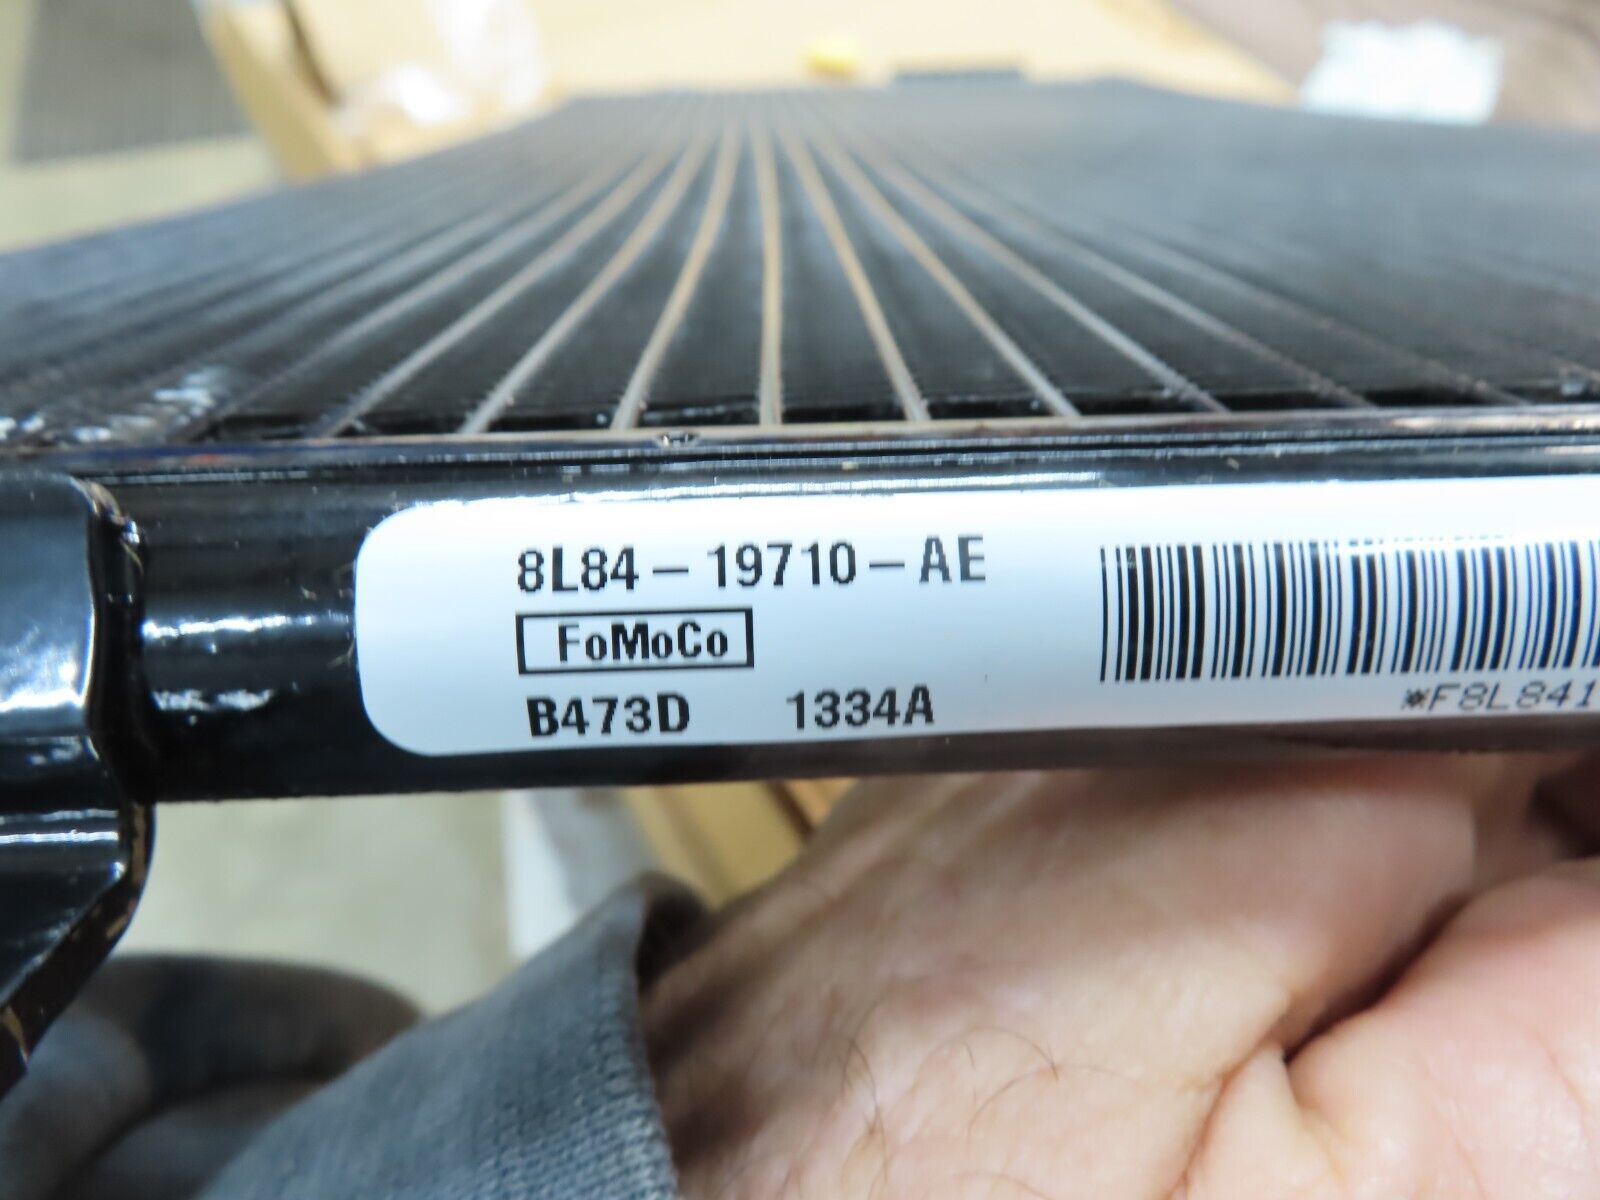 8L84-19710-AE
FoMoCo
B473D 1334A
*F8L841